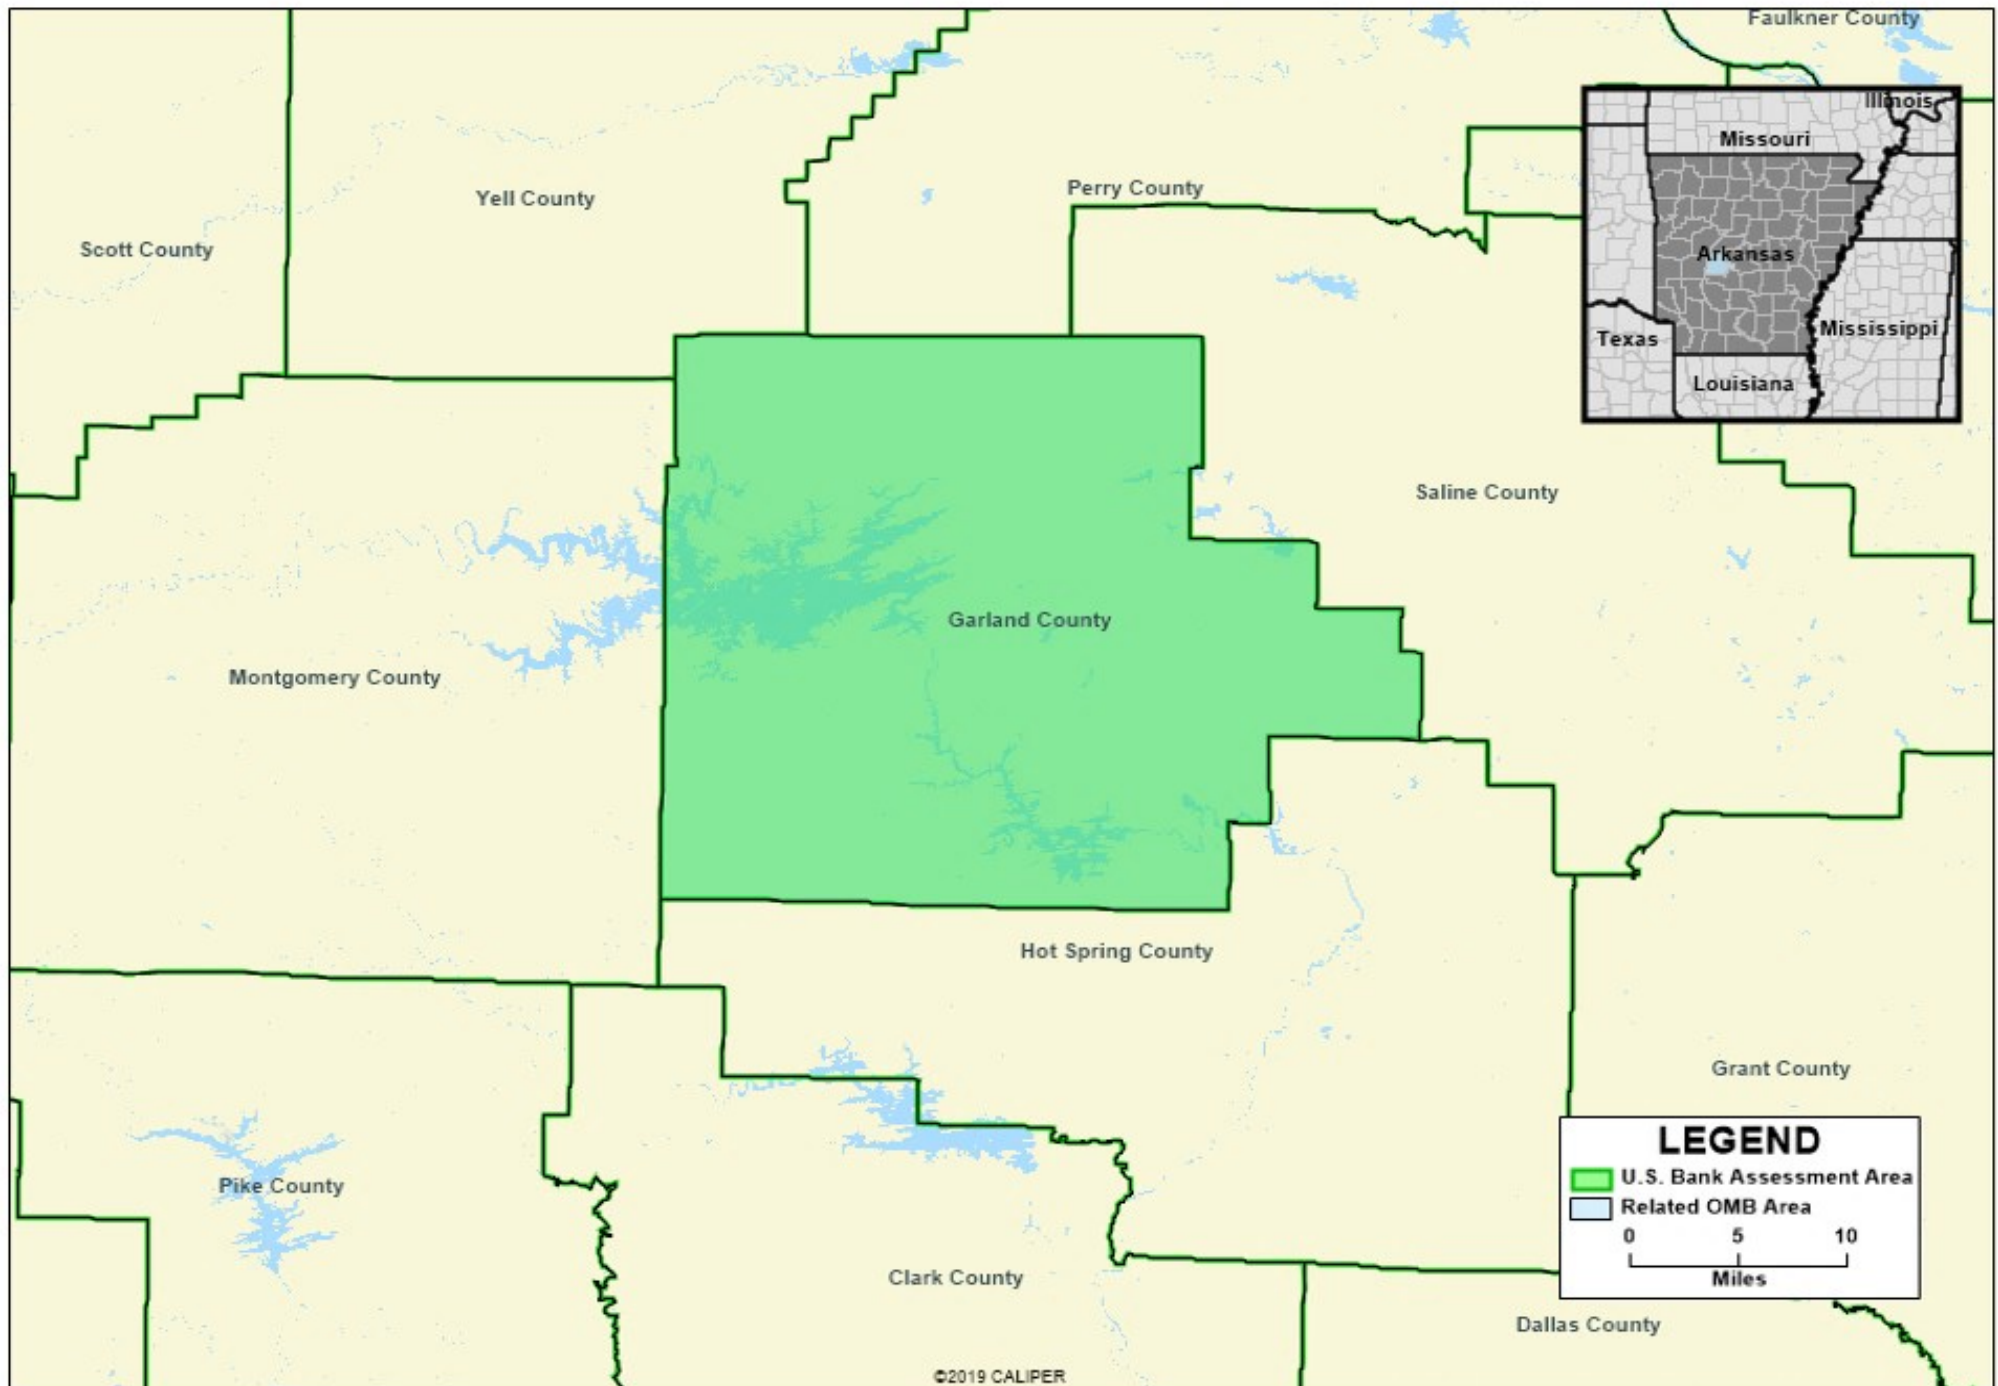 Faulkner County
Illinois
Missouri
Yell County
Perry County
Scott County
Arkansas
Mississippi
Texas
Louisiana
Saline County
Garland County
Montgomery County
Hot Spring County
Grant County
LEGEND
U.S. Bank Assessment Area
Related OMB Area
0 5 10
Miles
Pike County
Clark County
Dallas County
©2019 CALIPER